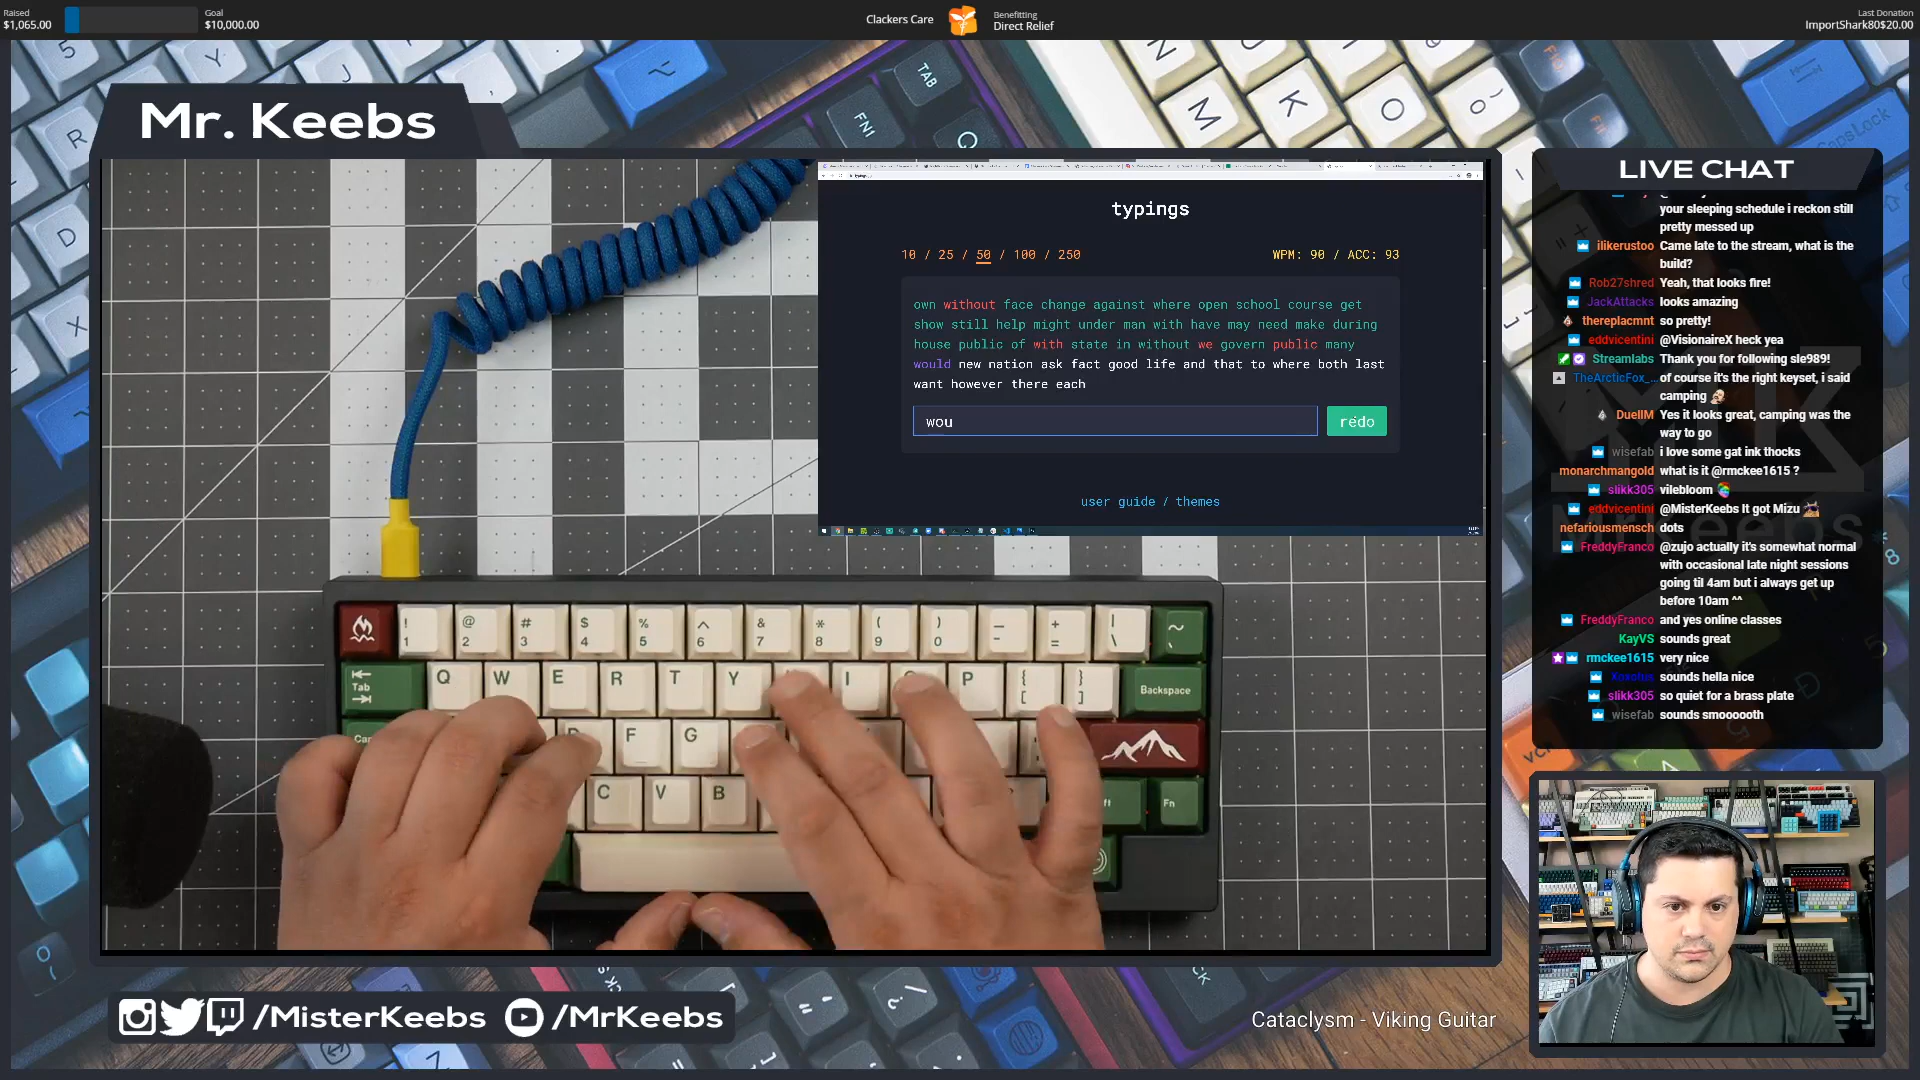 Raised
$1,065.00
Goal
$10,000.00
Clackers Care
Benefitting
Direct Relief
Last Donation
ImportShark80$20.00
Mr. Keebs
typings
10 / 25 / 50 / 100 / 250
WPM: 90 / ACC: 93
own without face change against where open school course get
show still help might under man with have may need make during
house public of with state in without we govern public many
would new nation ask fact good life and that to where both last
want however there each
wou
redo
user guide / themes
LIVE CHAT
your sleeping schedule i reckon still
pretty messed up
ilikerustoo Came late to the stream, what is the
build?
Rob27shred Yeah, that looks fire!
JackAttacks looks amazing
thereplacmnt so pretty!
eddvicentini @VisionaireX heck yea
Streamlabs Thank you for following sle989!
TheArcticFox_... of course it's the right keyset, i said
camping
DuellM Yes it looks great, camping was the
way to go
wisefab i love some gat ink thocks
monarchmangold what is it @rmckee1615 ?
slikk305 vilebloom
eddvicentini @MisterKeebs It got Mizu
nefariousmensch dots
FreddyFranco @zujo actually it's somewhat normal
with occasional late night sessions
going til 4am but i always get up
before 10am ^^
FreddyFranco and yes online classes
KayVS sounds great
rmckee1615 very nice
sounds hella nice
slikk305 so quiet for a brass plate
wisefab sounds smoooooth
! @ # $ % ^ & * ( ) — + | ~
1 2 3 4 5 6 7 8 9 0 - = \ `
Tab Q W E R T Y I P { [ } ] Backspace
F G
C V B Fn
/MisterKeebs
/MrKeebs
Cataclysm - Viking Guitar